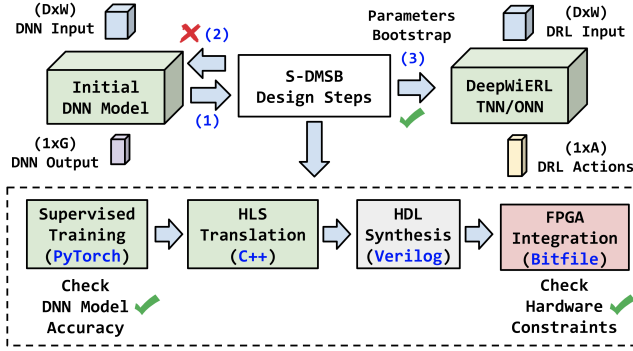 (DxW)
DNN Input
(2)
Parameters
Bootstrap
(DxW)
DRL Input
Initial
DNN Model
(1)
S-DMSB
Design Steps
(3)
DeepWiERL
TNN/ONN
(1xG)
DNN Output
(1xA)
DRL Actions
Supervised
Training
(PyTorch)
HLS
Translation
(C++)
HDL
Synthesis
(Verilog)
FPGA
Integration
(Bitfile)
Check
DNN Model
Accuracy
Check
Hardware
Constraints